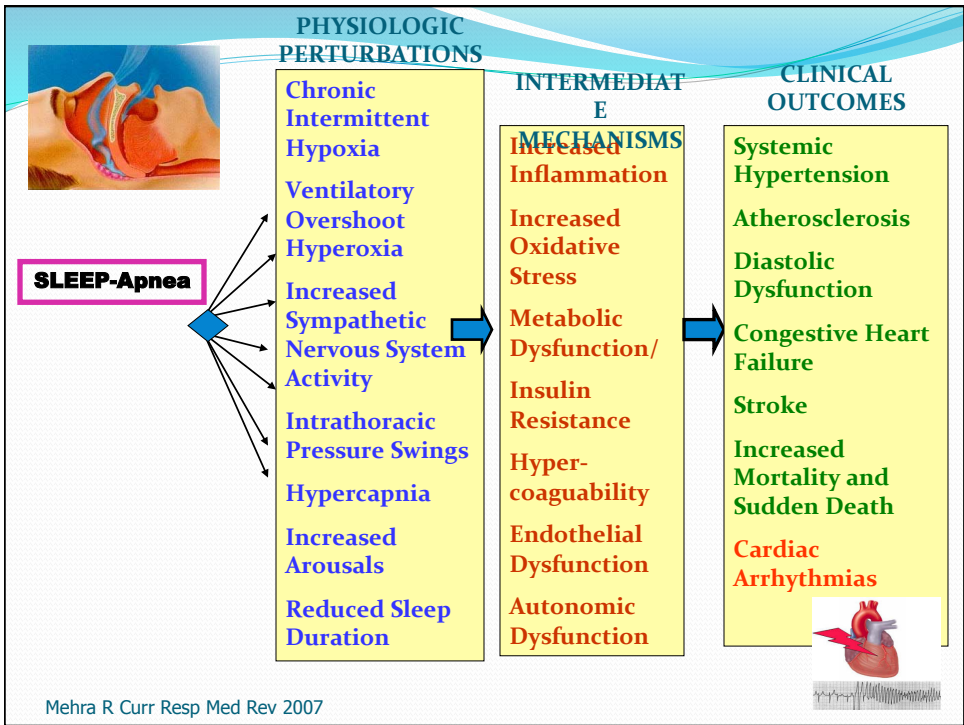 PHYSIOLOGIC
PERTURBATIONS
Chronic
Intermittent
Hypoxia
Ventilatory
Overshoot
Hyperoxia
Increased
Sympathetic
Nervous System
Activity
Intrathoracic
Pressure Swings
Hypercapnia
Increased
Arousals
Reduced Sleep
Duration
SLEEP-Apnea
INTERMEDIAT
E
MECHANISMS
Increased
Inflammation
Increased
Oxidative
Stress
Metabolic
Dysfunction/
Insulin
Resistance
Hyper-
coaguability
Endothelial
Dysfunction
Autonomic
Dysfunction
CLINICAL
OUTCOMES
Systemic
Hypertension
Atherosclerosis
Diastolic
Dysfunction
Congestive Heart
Failure
Stroke
Increased
Mortality and
Sudden Death
Cardiac
Arrhythmias
Mehra R Curr Resp Med Rev 2007